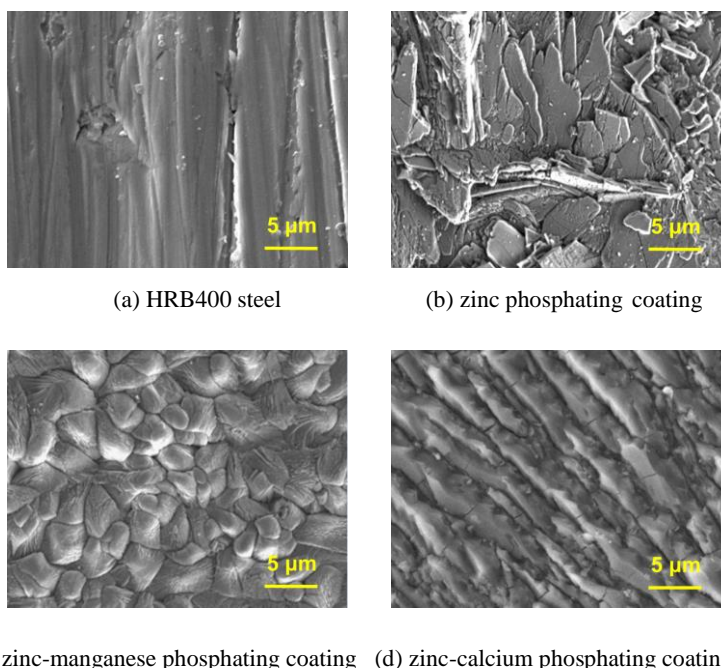 5 μm
5 μm
(a) HRB400 steel
(b) zinc phosphating coating
5 μm
5 μm
zinc-manganese phosphating coating
(d) zinc-calcium phosphating coatin